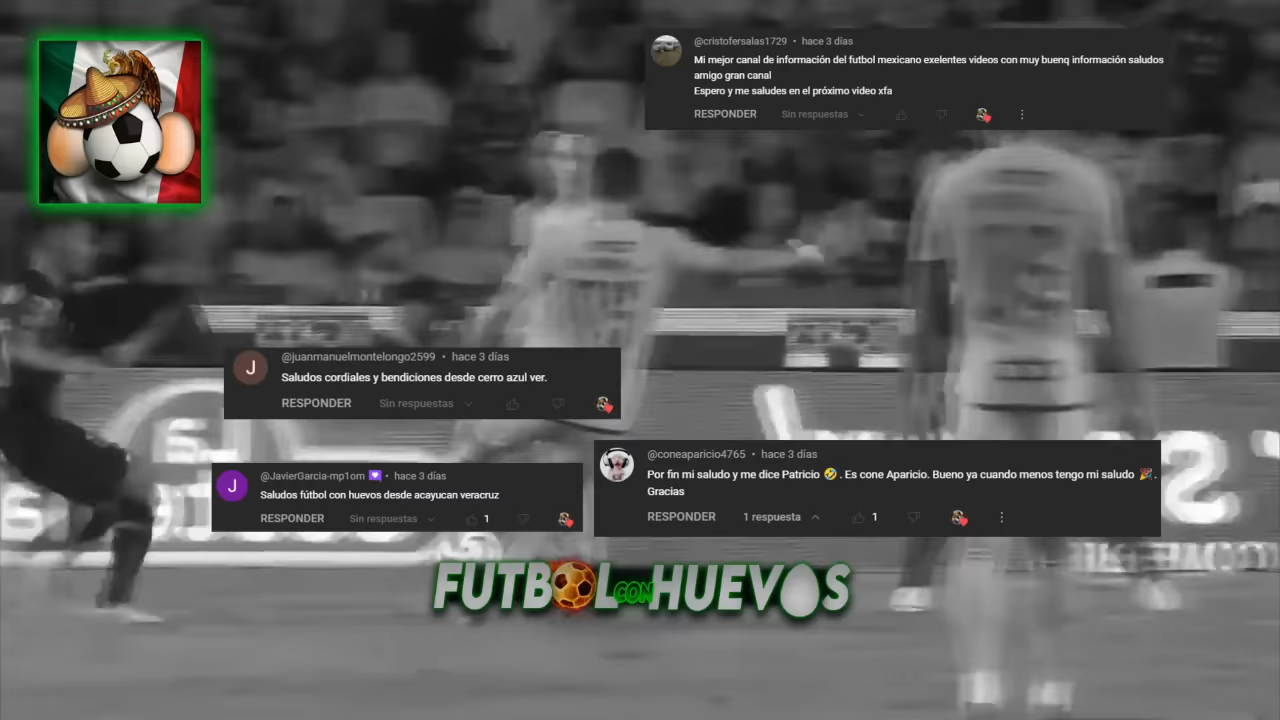 @cristofersalas1729 • hace 3 días
Mi mejor canal de información del futbol mexicano exelentes videos con muy buenq información saludos
amigo gran canal
Espero y me saludes en el próximo video xfa
RESPONDER Sin respuestas
@juanmanuelmontelongo2599 • hace 3 días
Saludos cordiales y bendiciones desde cerro azul ver.
RESPONDER Sin respuestas
J
@JavierGarcia-mp1om • hace 3 días
Saludos fútbol con huevos desde acayucan veracruz
RESPONDER Sin respuestas 1
J
@coneaparicio4765 • hace 3 días
Por fin mi saludo y me dice Patricio 🤣 . Es cone Aparicio. Bueno ya cuando menos tengo mi saludo 🎉 .
Gracias
RESPONDER 1 respuesta 1
FUTBOL CON HUEVOS